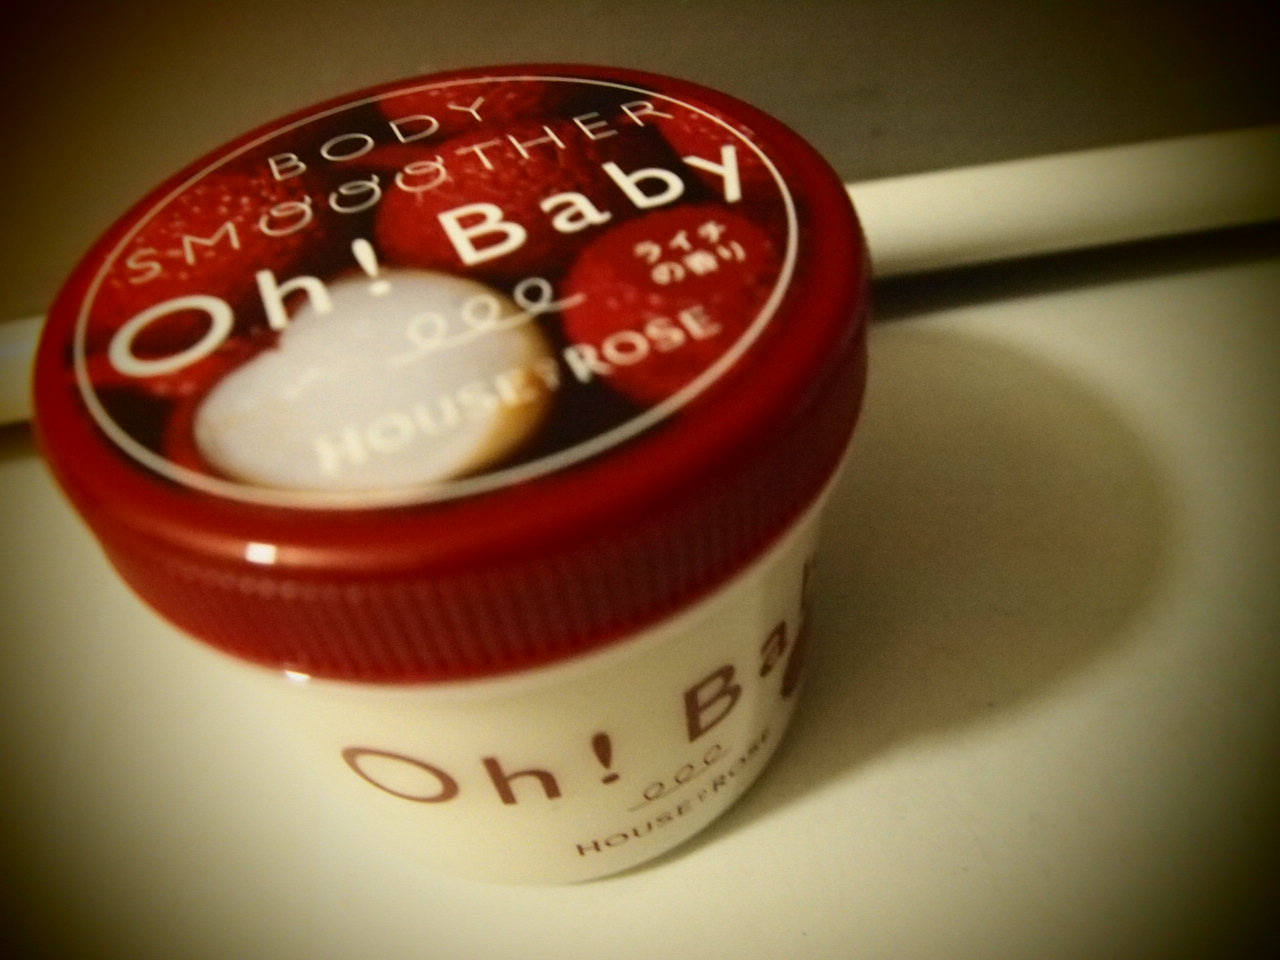 BODY
SMOOOTHER
Oh! Baby
ライチ
の香り
HOUSE OF ROSE
Oh! Ba
HOUSE OF ROSE